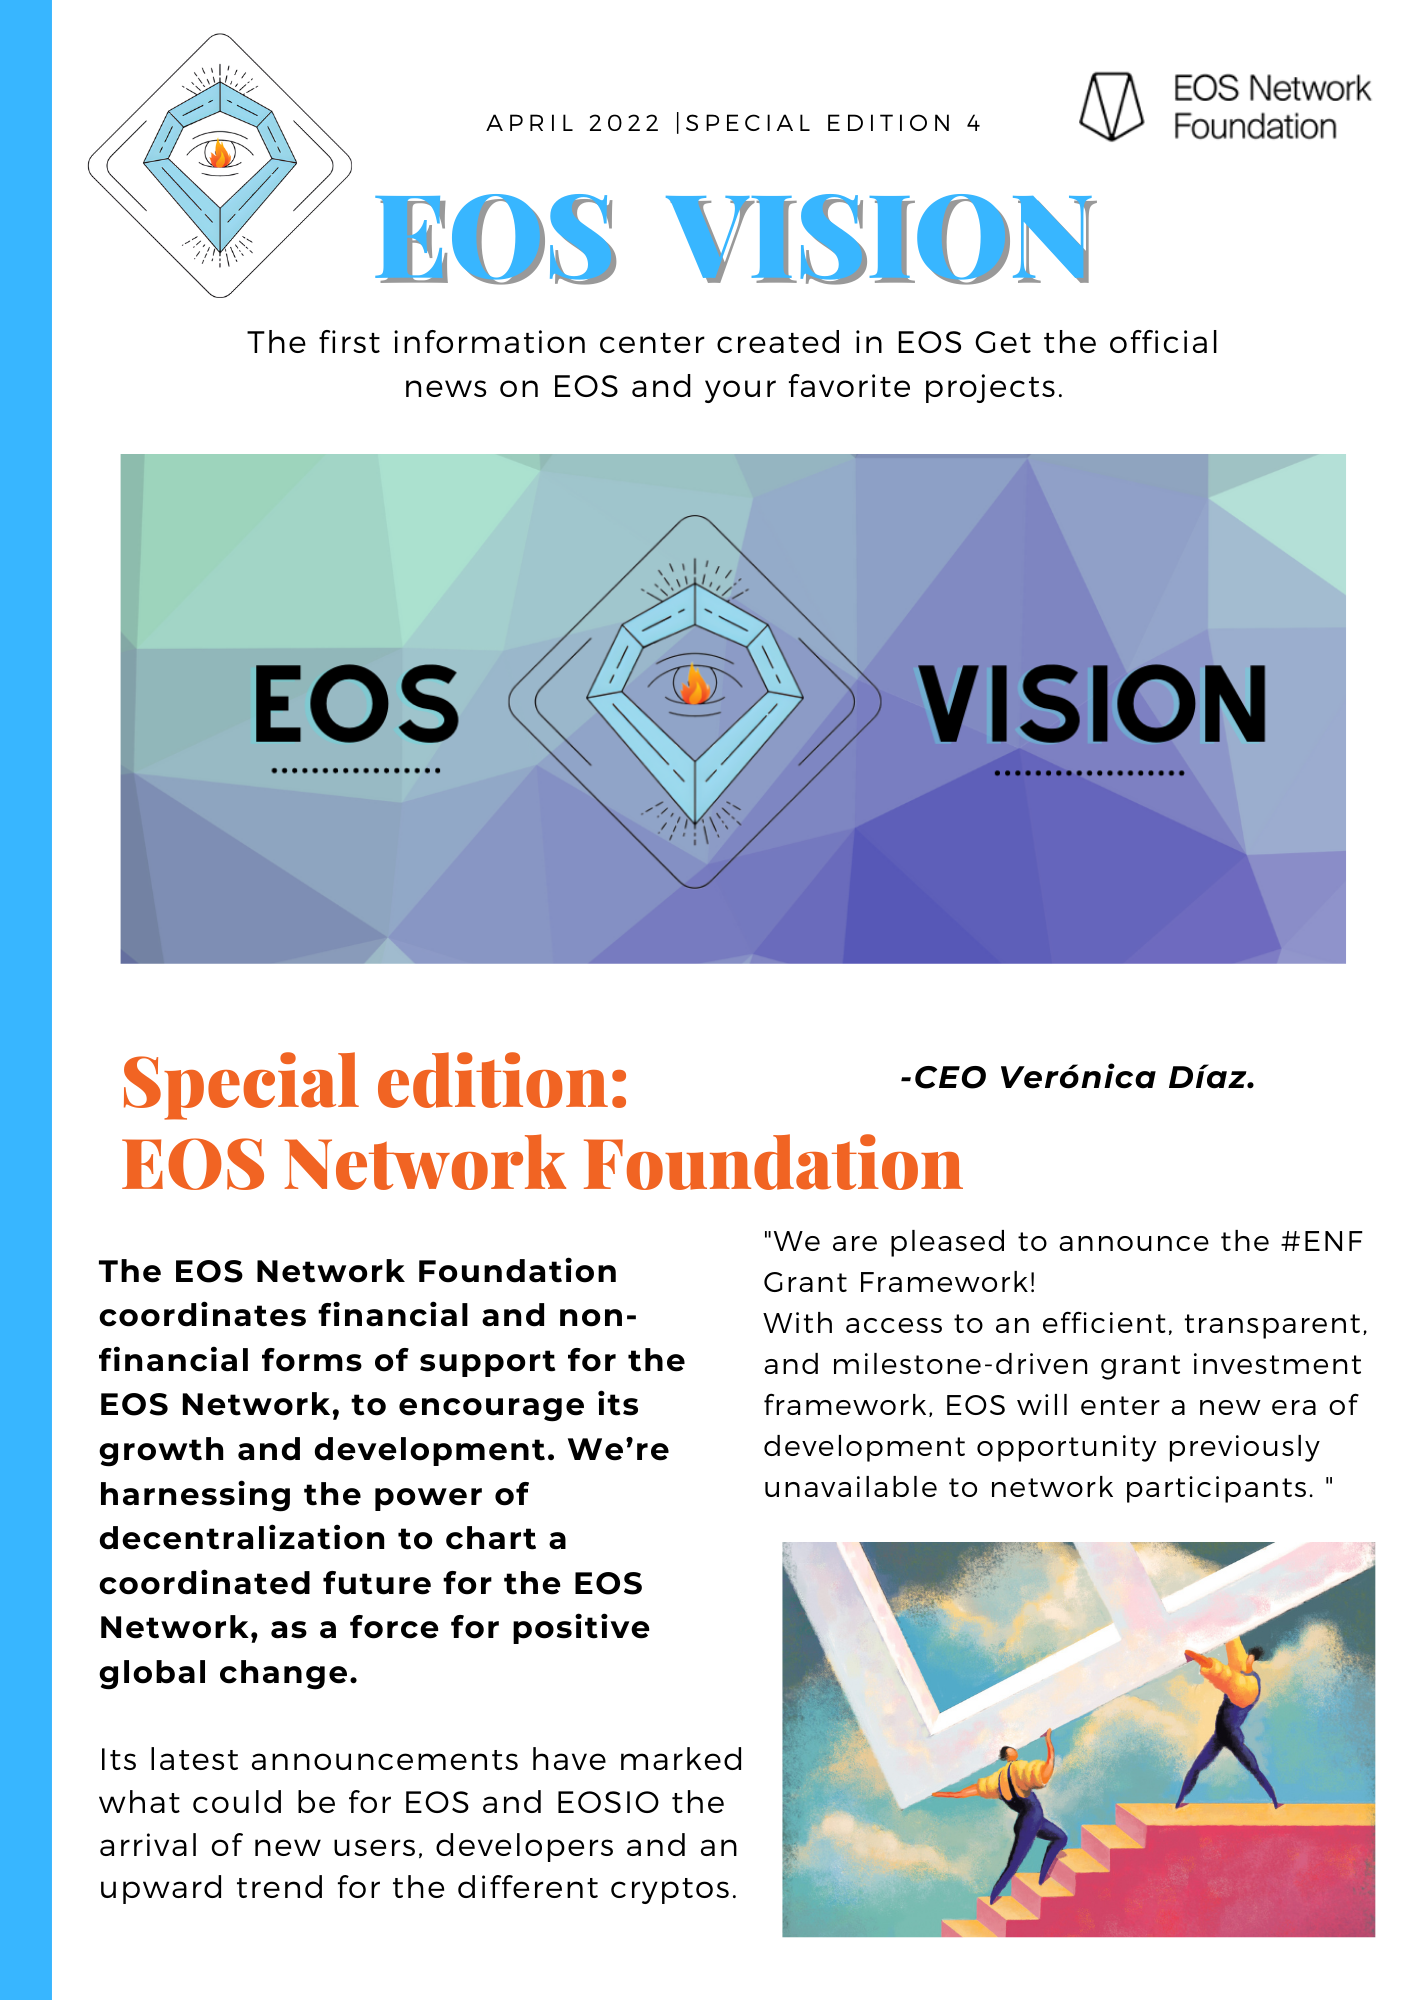 APRIL 2022 |SPECIAL EDITION 4
EOS Network
Foundation
EOS VISION
The first information center created in EOS Get the official
news on EOS and your favorite projects.
EOS
VISION
Special edition:
EOS Network Foundation
-CEO Verónica Díaz.
The EOS Network Foundation
coordinates financial and non-
financial forms of support for the
EOS Network, to encourage its
growth and development. We’re
harnessing the power of
decentralization to chart a
coordinated future for the EOS
Network, as a force for positive
global change.
Its latest announcements have marked
what could be for EOS and EOSIO the
arrival of new users, developers and an
upward trend for the different cryptos.
"We are pleased to announce the #ENF
Grant Framework!
With access to an efficient, transparent,
and milestone-driven grant investment
framework, EOS will enter a new era of
development opportunity previously
unavailable to network participants. "